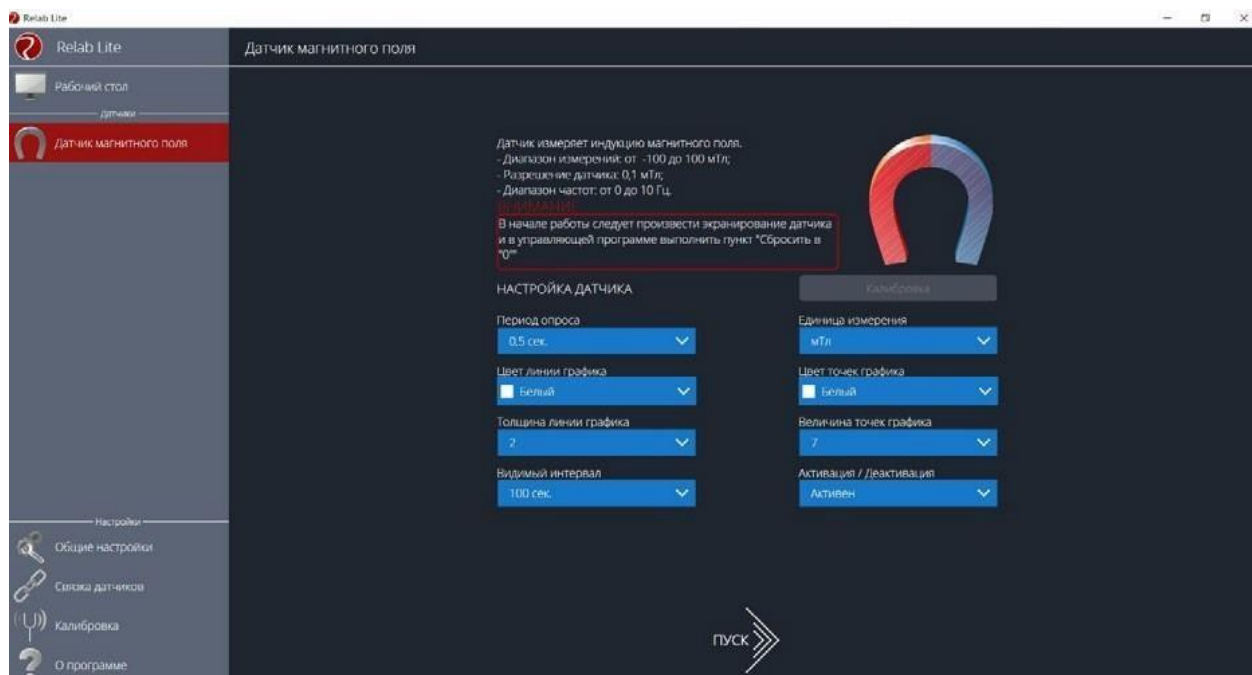 Relab Lite
Relab Lite
Датчик магнитного поля
Рабочий стол
Датчики
Датчик магнитного поля
Датчик измеряет индукцию магнитного поля.
- Диапазон измерений: от -100 до 100 мТл;
- Разрешение датчика: 0,1 мТл;
- Диапазон частот: от 0 до 10 Гц.
ВНИМАНИЕ
В начале работы следует произвести экранирование датчика
и в управляющей программе выполнить пункт "Сбросить в
"0""
НАСТРОЙКА ДАТЧИКА
Калибровка
Период опроса
Единица измерения
0,5 сек.
мТл
Цвет линии графика
Цвет точек графика
Белый
Белый
Толщина линии графика
Величина точек графика
2
7
Видимый интервал
Активация / Деактивация
100 сек.
Активен
Настройки
Общие настройки
Связка датчиков
Калибровка
О программе
ПУСК